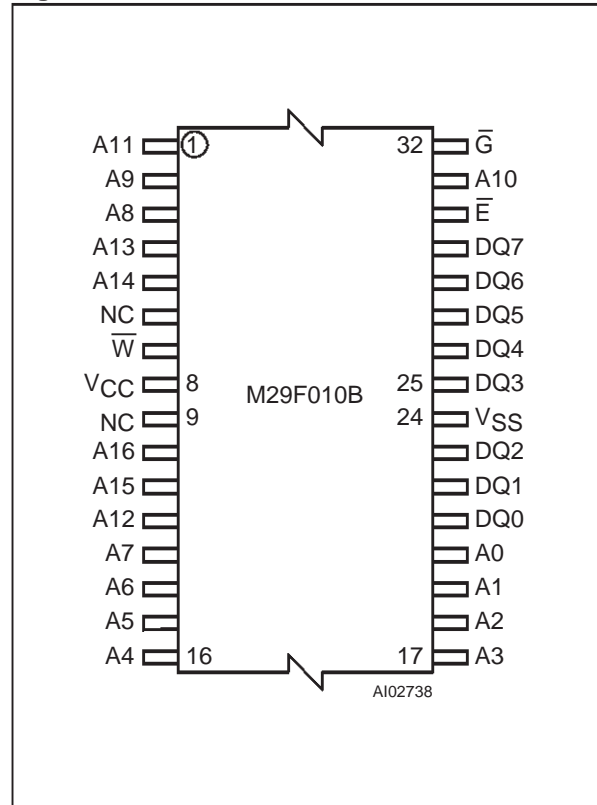 A11 1 32 G̅
A9 A10
A8 E̅
A13 DQ7
A14 DQ6
NC DQ5
W̅ DQ4
VCC 8 M29F010B 25 DQ3
NC 9 24 VSS
A16 DQ2
A15 DQ1
A12 DQ0
A7 A0
A6 A1
A5 A2
A4 16 17 A3
AI02738